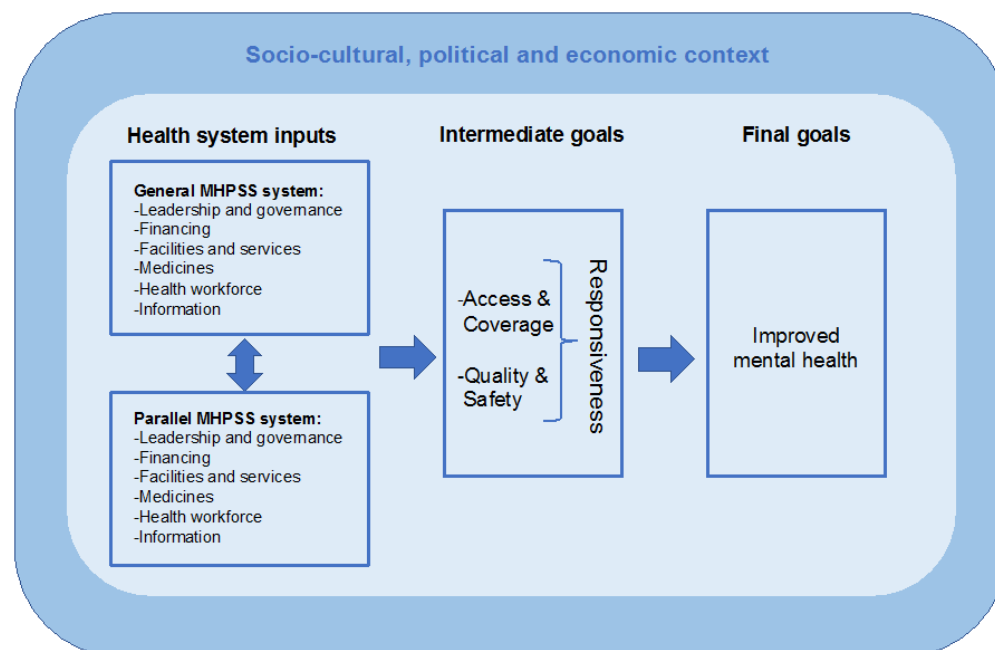 Socio-cultural, political and economic context
Health system inputs
General MHPSS system:
-Leadership and governance
-Financing
-Facilities and services
-Medicines
-Health workforce
-Information
Parallel MHPSS system:
-Leadership and governance
-Financing
-Facilities and services
-Medicines
-Health workforce
-Information
Intermediate goals
-Access &
Coverage
-Quality &
Safety
Responsiveness
Final goals
Improved
mental health